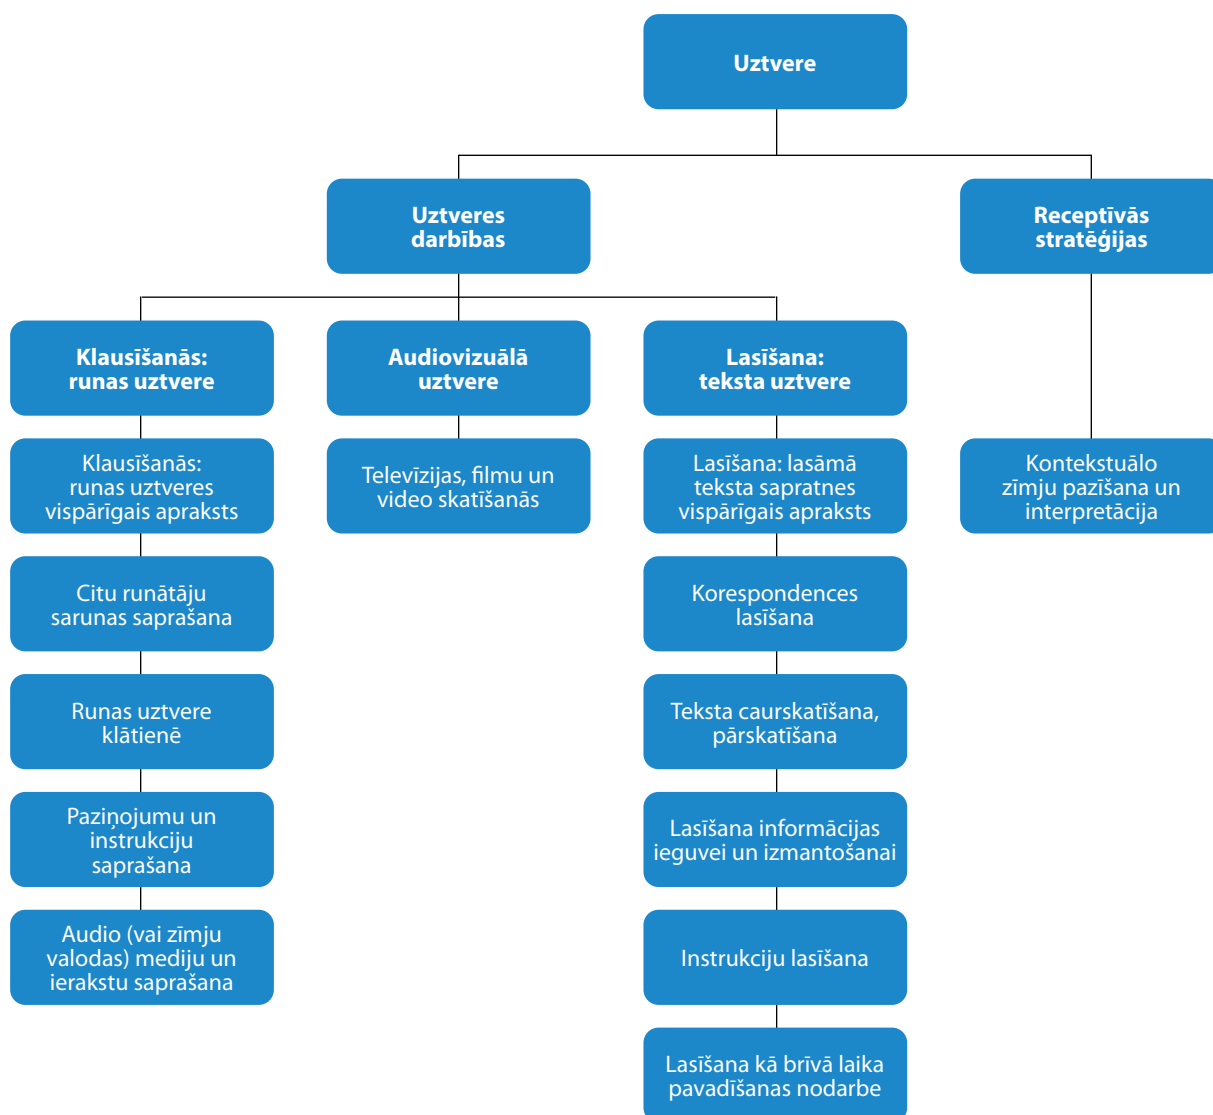 Uztvere
Uztveres
darbības
Receptīvās
stratēģijas
Klausīšanās:
runas uztvere
Audiovizuālā
uztvere
Lasīšana:
teksta uztvere
Klausīšanās:
runas uztveres
vispārīgais apraksts
Televīzijas, filmu un
video skatīšanās
Lasīšana: lasāmā
teksta sapratnes
vispārīgais apraksts
Kontekstuālo
zīmju pazīšana un
interpretācija
Citu runātāju
sarunas saprašana
Korespondences
lasīšana
Runas uztvere
klātienē
Teksta caurskatīšana,
pārskatīšana
Paziņojumu un
instrukciju
saprašana
Lasīšana informācijas
ieguvei un izmantošanai
Audio (vai zīmju
valodas) mediju un
ierakstu saprašana
Instrukciju lasīšana
Lasīšana kā brīvā laika
pavadīšanas nodarbe